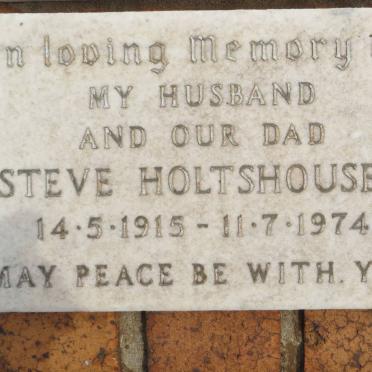 n loving Memory
MY HUSBAND
AND OUR DAD
STEVE HOLTSHOUSE
14·5·1915 - 11·7·1974
MAY PEACE BE WITH. Y